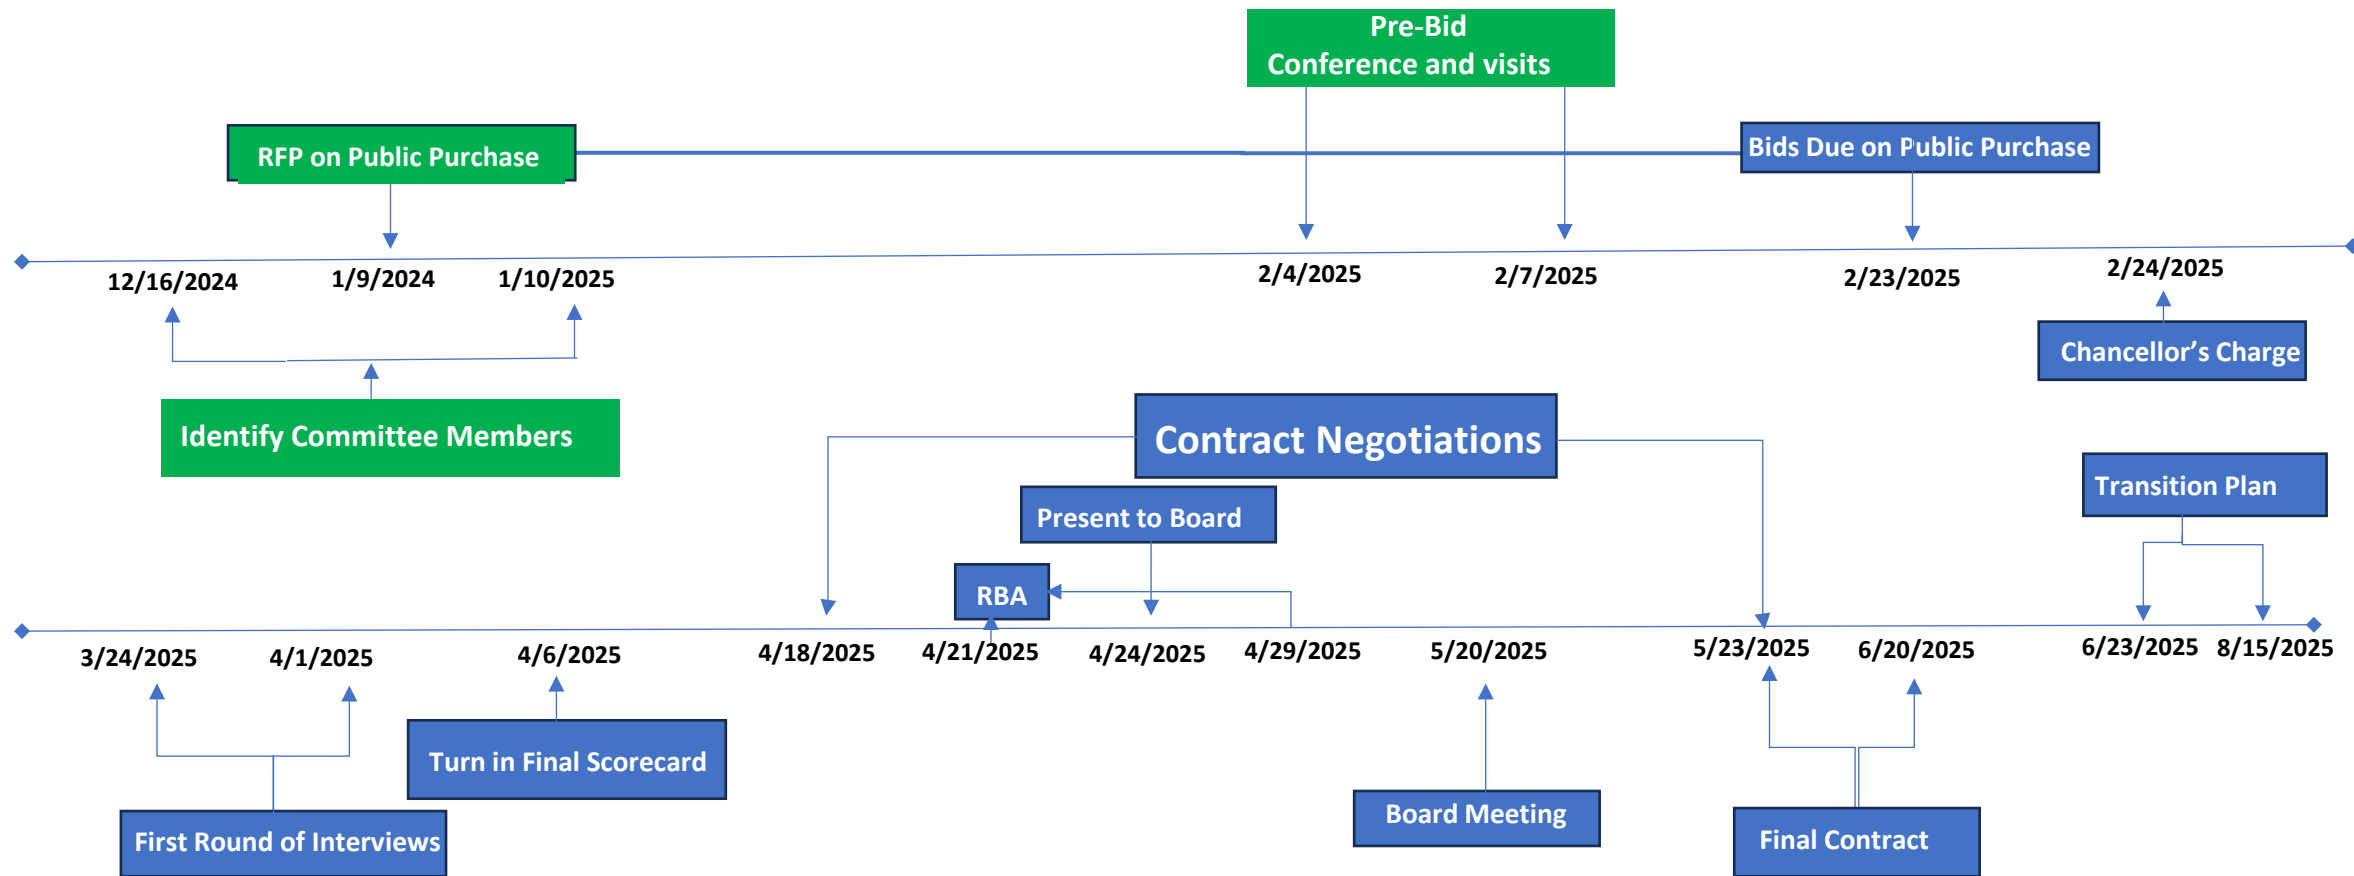 Pre-Bid
Conference and visits
RFP on Public Purchase
Bids Due on Public Purchase
12/16/2024
1/9/2024
1/10/2025
2/4/2025
2/7/2025
2/23/2025
2/24/2025
Chancellor’s Charge
Identify Committee Members
Contract Negotiations
Transition Plan
Present to Board
RBA
3/24/2025
4/1/2025
4/6/2025
4/18/2025
4/21/2025
4/24/2025
4/29/2025
5/20/2025
5/23/2025
6/20/2025
6/23/2025
8/15/2025
Turn in Final Scorecard
First Round of Interviews
Board Meeting
Final Contract